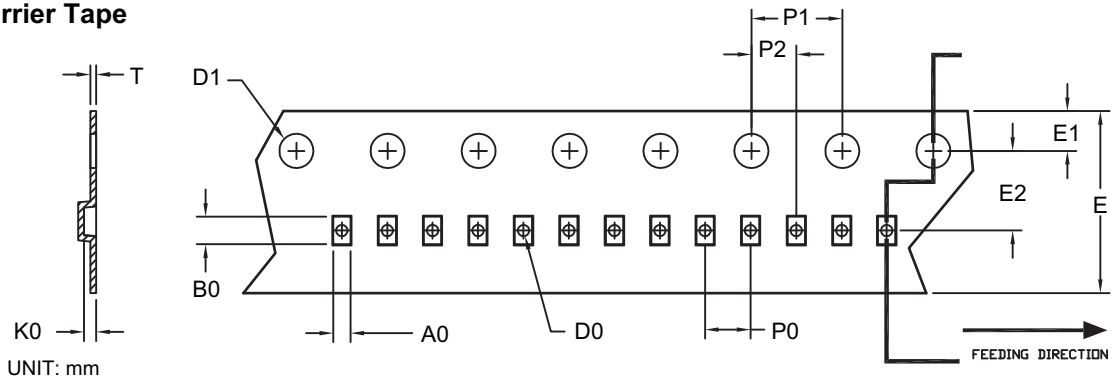 rrier Tape
P1
P2
T
D1
E1
E2
E
B0
K0
A0
D0
P0
FEEDING DIRECTION
UNIT: mm